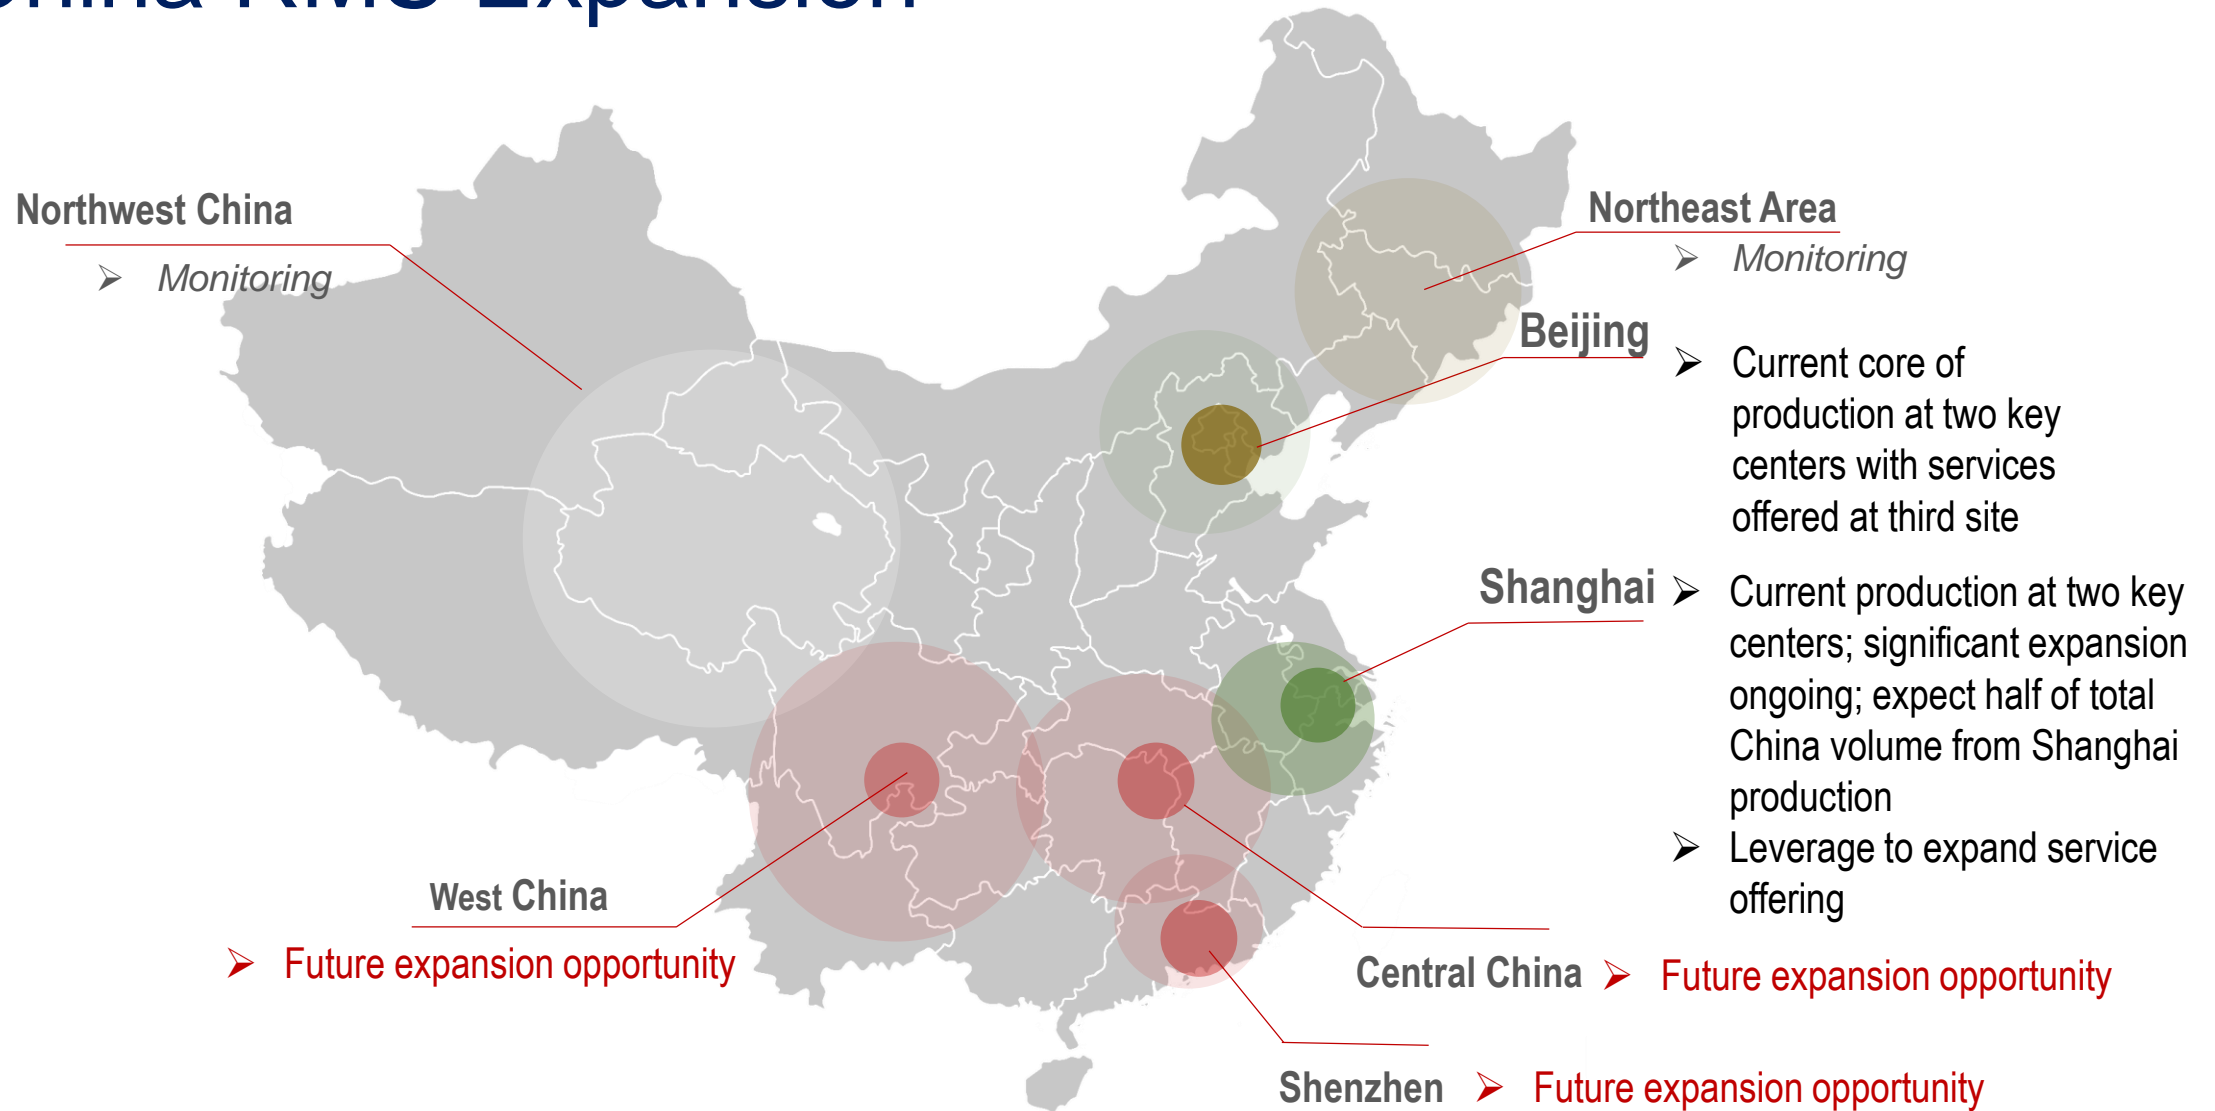 China RMC Expansion
Northwest China
➢ Monitoring
Northeast Area
➢ Monitoring
Beijing
➢ Current core of
production at two key
centers with services
offered at third site
Shanghai
➢ Current production at two key
centers; significant expansion
ongoing; expect half of total
China volume from Shanghai
production
➢ Leverage to expand service
offering
West China
➢ Future expansion opportunity
Central China ➢ Future expansion opportunity
Shenzhen ➢ Future expansion opportunity